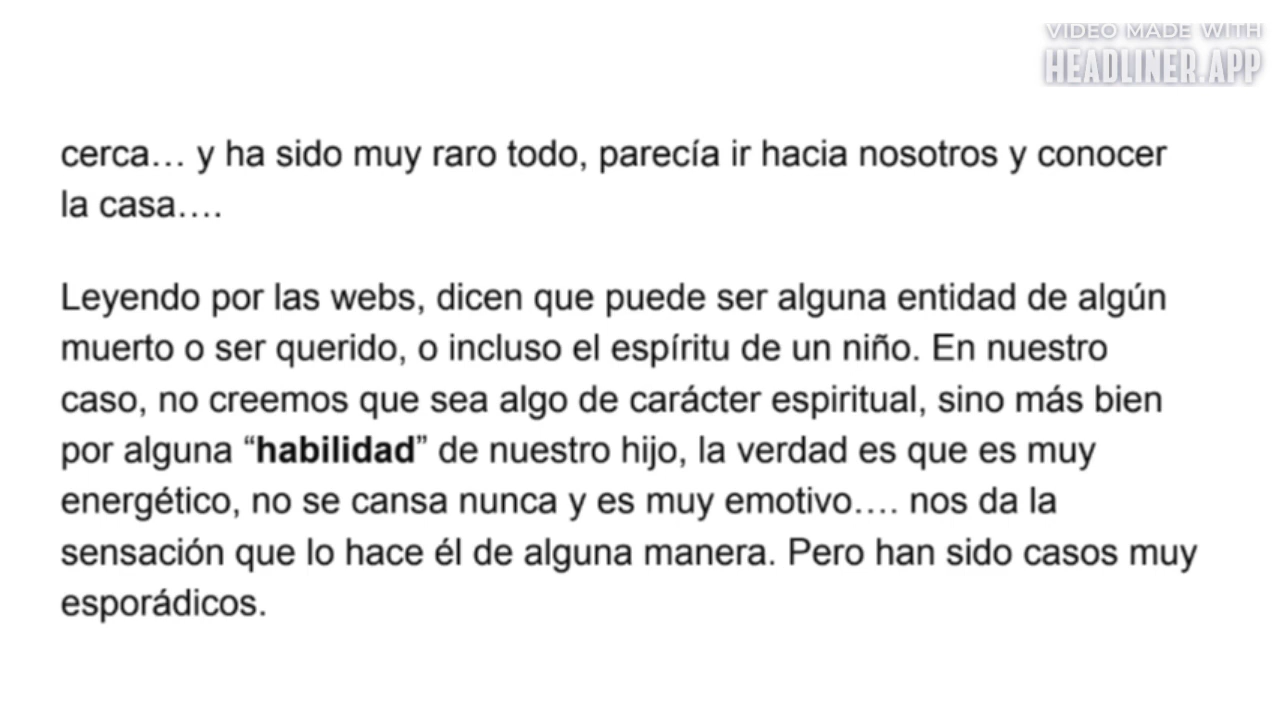 VIDEO MADE WITH
HEADLINER.APP
cerca… y ha sido muy raro todo, parecía ir hacia nosotros y conocer
la casa….
Leyendo por las webs, dicen que puede ser alguna entidad de algún
muerto o ser querido, o incluso el espíritu de un niño. En nuestro
caso, no creemos que sea algo de carácter espiritual, sino más bien
por alguna “habilidad” de nuestro hijo, la verdad es que es muy
energético, no se cansa nunca y es muy emotivo…. nos da la
sensación que lo hace él de alguna manera. Pero han sido casos muy
esporádicos.